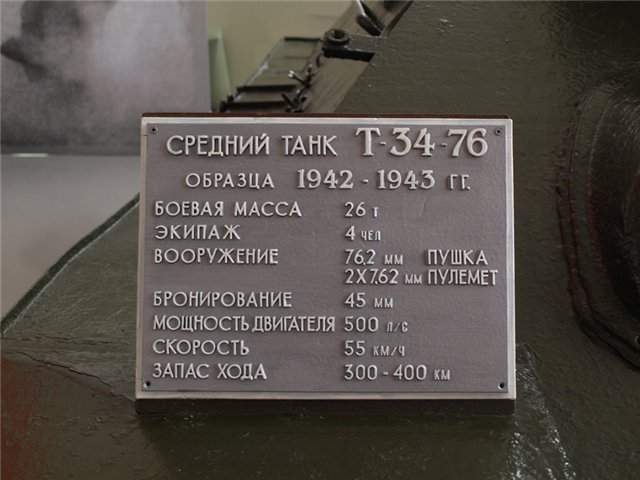 СРЕДНИЙ ТАНК Т-34-76
ОБРАЗЦА 1942-1943 ГГ.
БОЕВАЯ МАССА 26 Т
ЭКИПАЖ 4 ЧЕЛ
ВООРУЖЕНИЕ 76,2 ММ ПУШКА
2Х7,62 ММ ПУЛЕМЕТ
БРОНИРОВАНИЕ 45 ММ
МОЩНОСТЬ ДВИГАТЕЛЯ 500 Л/С
СКОРОСТЬ 55 КМ/Ч
ЗАПАС ХОДА 300-400 КМ